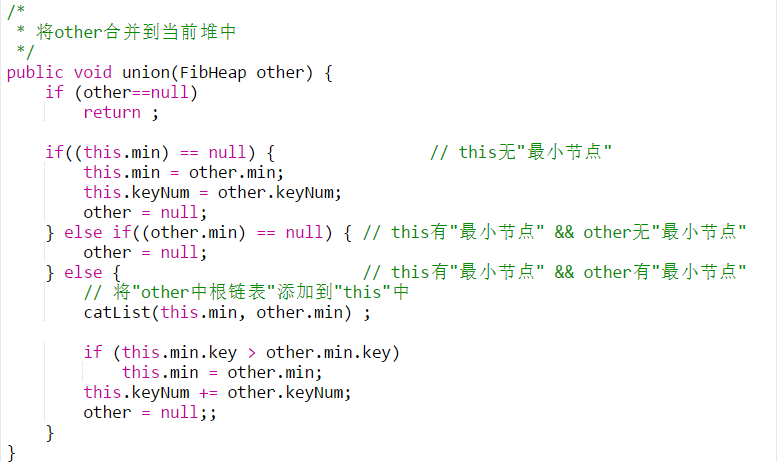 /*
 * 将other合并到当前堆中
 */
public void union(FibHeap other) {
    if (other==null)
        return ;

    if((this.min) == null) {                // this无"最小节点"
        this.min = other.min;
        this.keyNum = other.keyNum;
        other = null;
    } else if((other.min) == null) { // this有"最小节点" && other无"最小节点"
        other = null;
    } else {                         // this有"最小节点" && other有"最小节点"
        // 将"other中根链表"添加到"this"中
        catList(this.min, other.min) ;

        if (this.min.key > other.min.key)
            this.min = other.min;
        this.keyNum += other.keyNum;
        other = null;;
    }
}